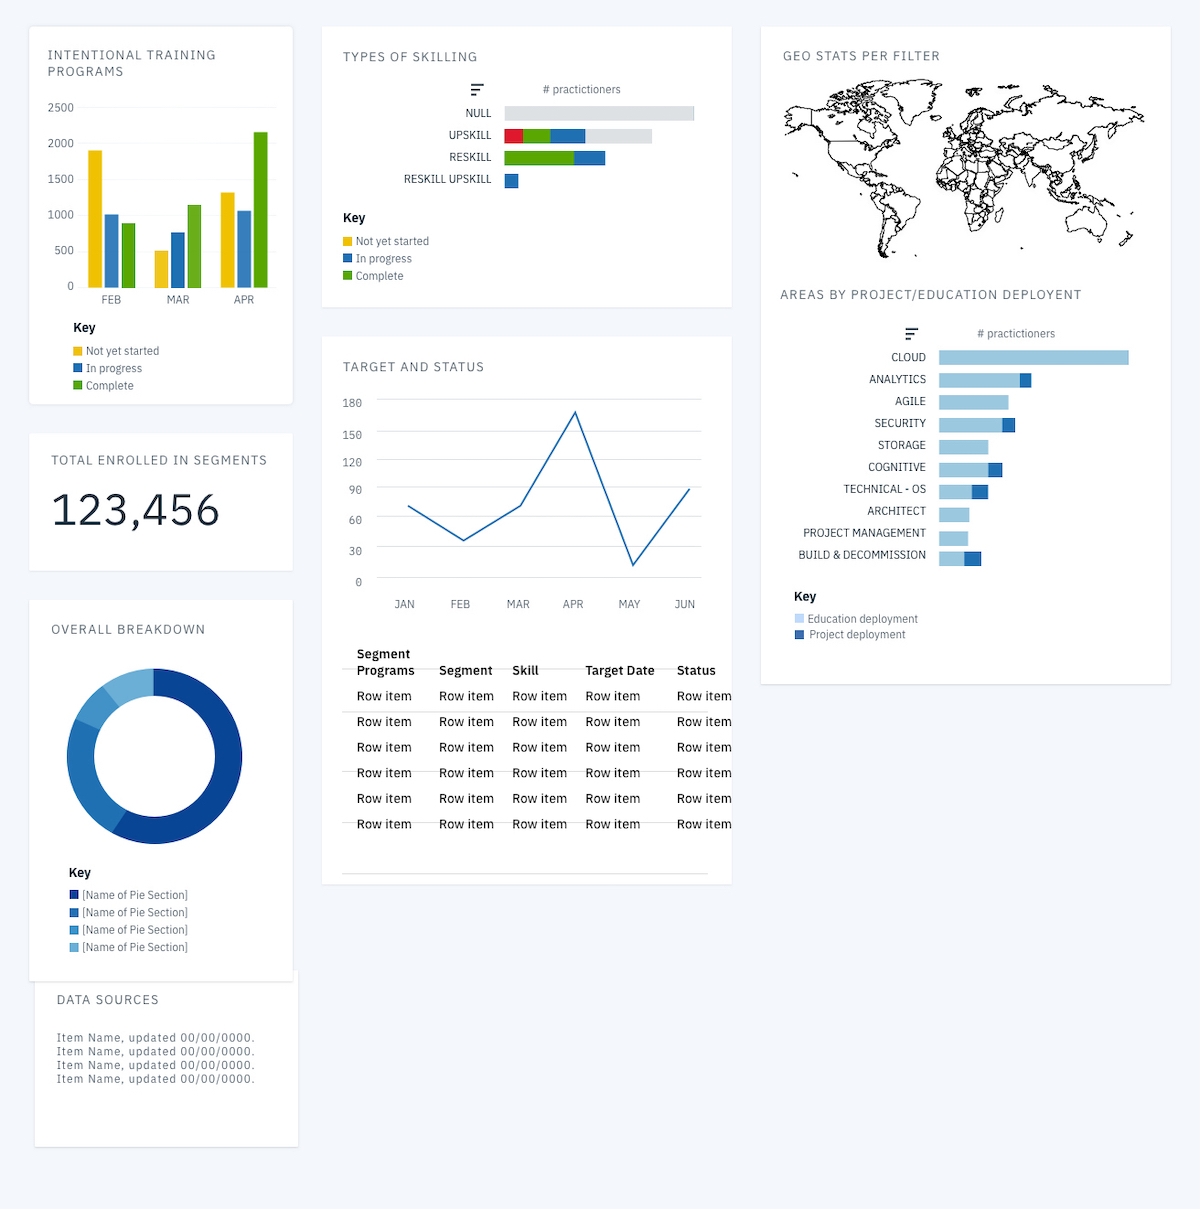 INTENTIONAL TRAINING
PROGRAMS
2500
2000
1500
1000
500
0
FEB MAR APR
Key
Not yet started
In progress
Complete
TOTAL ENROLLED IN SEGMENTS
123,456
OVERALL BREAKDOWN
Key
[Name of Pie Section]
[Name of Pie Section]
[Name of Pie Section]
[Name of Pie Section]
DATA SOURCES
Item Name, updated 00/00/0000.
Item Name, updated 00/00/0000.
Item Name, updated 00/00/0000.
Item Name, updated 00/00/0000.
TYPES OF SKILLING
# practictioners
NULL
UPSKILL
RESKILL
RESKILL UPSKILL
Key
Not yet started
In progress
Complete
TARGET AND STATUS
180
150
120
90
60
30
0
JAN FEB MAR APR MAY JUN
Segment
Programs Segment Skill Target Date Status
Row item Row item Row item Row item Row item
Row item Row item Row item Row item Row item
Row item Row item Row item Row item Row item
Row item Row item Row item Row item Row item
Row item Row item Row item Row item Row item
Row item Row item Row item Row item Row item
GEO STATS PER FILTER
AREAS BY PROJECT/EDUCATION DEPLOYENT
# practictioners
CLOUD
ANALYTICS
AGILE
SECURITY
STORAGE
COGNITIVE
TECHNICAL - OS
ARCHITECT
PROJECT MANAGEMENT
BUILD & DECOMMISSION
Key
Education deployment
Project deployment